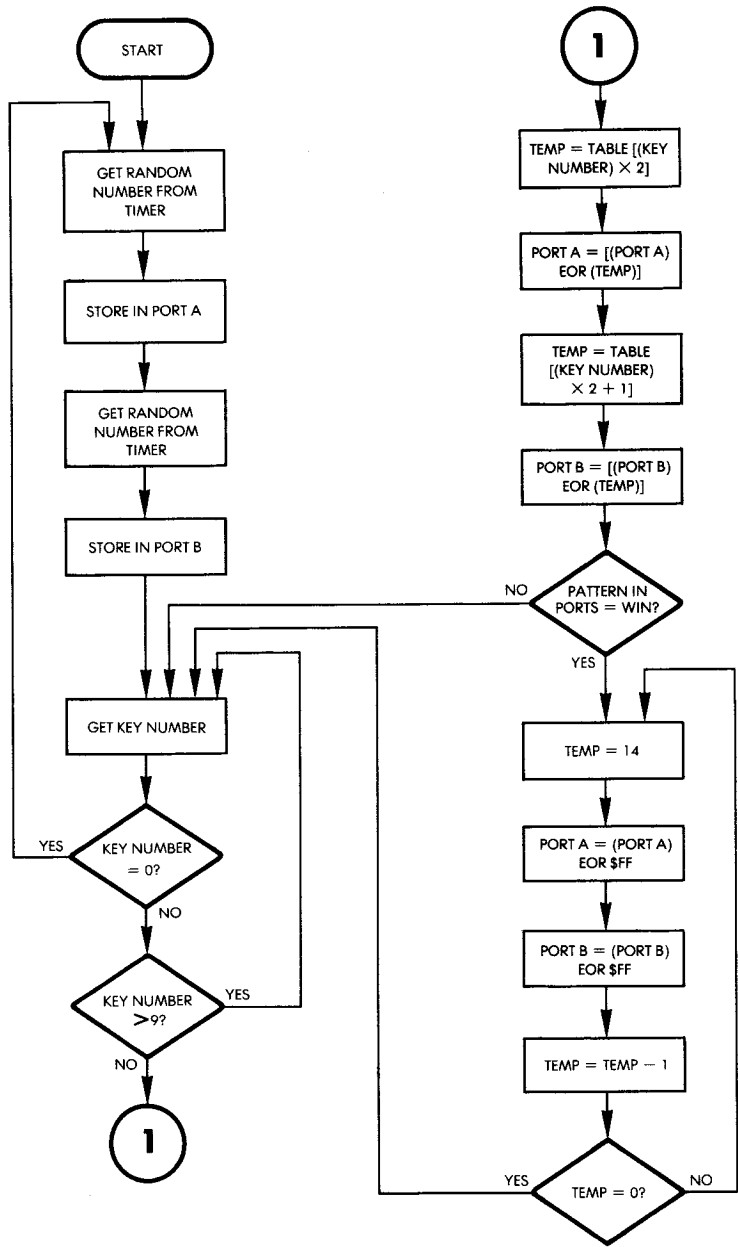 START
GET RANDOM
NUMBER FROM
TIMER
STORE IN PORT A
GET RANDOM
NUMBER FROM
TIMER
STORE IN PORT B
GET KEY NUMBER
YES
KEY NUMBER
= 0?
NO
KEY NUMBER
>9?
YES
NO
1
1
TEMP = TABLE [(KEY
NUMBER) × 2]
PORT A = [(PORT A)
EOR (TEMP)]
TEMP = TABLE
[(KEY NUMBER)
× 2 + 1]
PORT B = [(PORT B)
EOR (TEMP)]
NO
PATTERN IN
PORTS = WIN?
YES
TEMP = 14
PORT A = (PORT A)
EOR $FF
PORT B = (PORT B)
EOR $FF
TEMP = TEMP − 1
YES
TEMP = 0?
NO